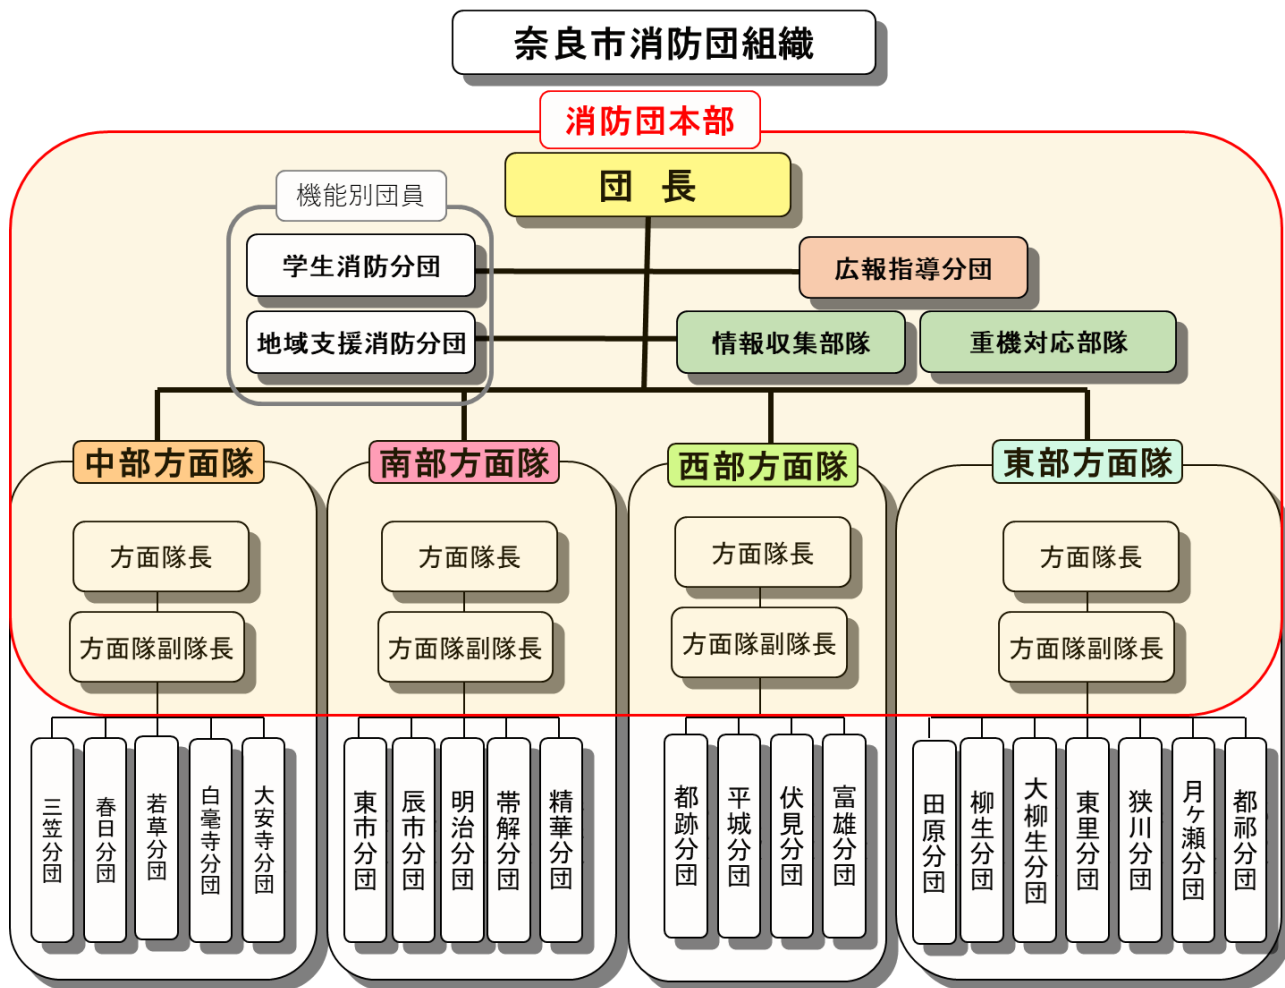 奈良市消防団組織
消防団本部
団 長
機能別団員
学生消防分団
広報指導分団
地域支援消防分団
情報収集部隊
重機対応部隊
中部方面隊
南部方面隊
西部方面隊
東部方面隊
方面隊長
方面隊長
方面隊長
方面隊長
方面隊副隊長
方面隊副隊長
方面隊副隊長
方面隊副隊長
三笠分団
春日分団
若草分団
白毫寺分団
大安寺分団
東市分団
辰市分団
明治分団
帯解分団
精華分団
都跡分団
平城分団
伏見分団
富雄分団
田原分団
柳生分団
大柳生分団
東里分団
狭川分団
月ヶ瀬分団
都祁分団